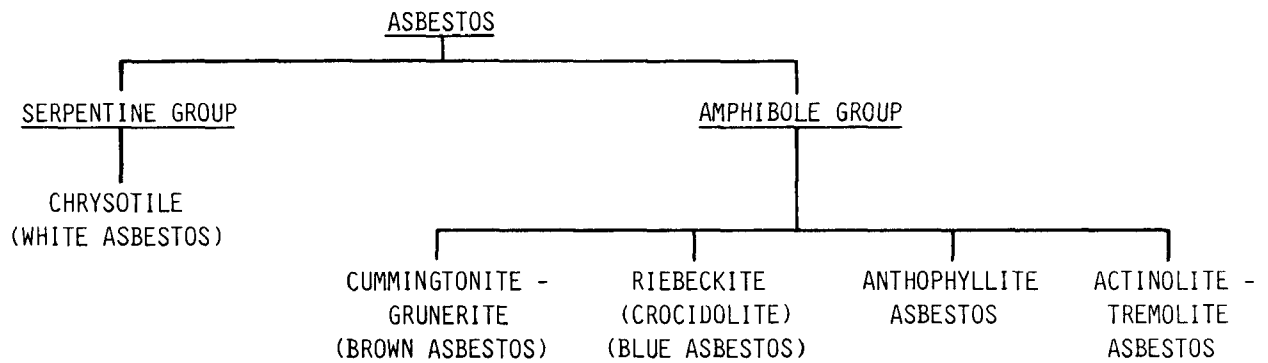 ASBESTOS
SERPENTINE GROUP
AMPHIBOLE GROUP
CHRYSOTILE
(WHITE ASBESTOS)
CUMMINGTONITE -
GRUNERITE
(BROWN ASBESTOS)
RIEBECKITE
(CROCIDOLITE)
(BLUE ASBESTOS)
ANTHOPHYLLITE
ASBESTOS
ACTINOLITE -
TREMOLITE
ASBESTOS